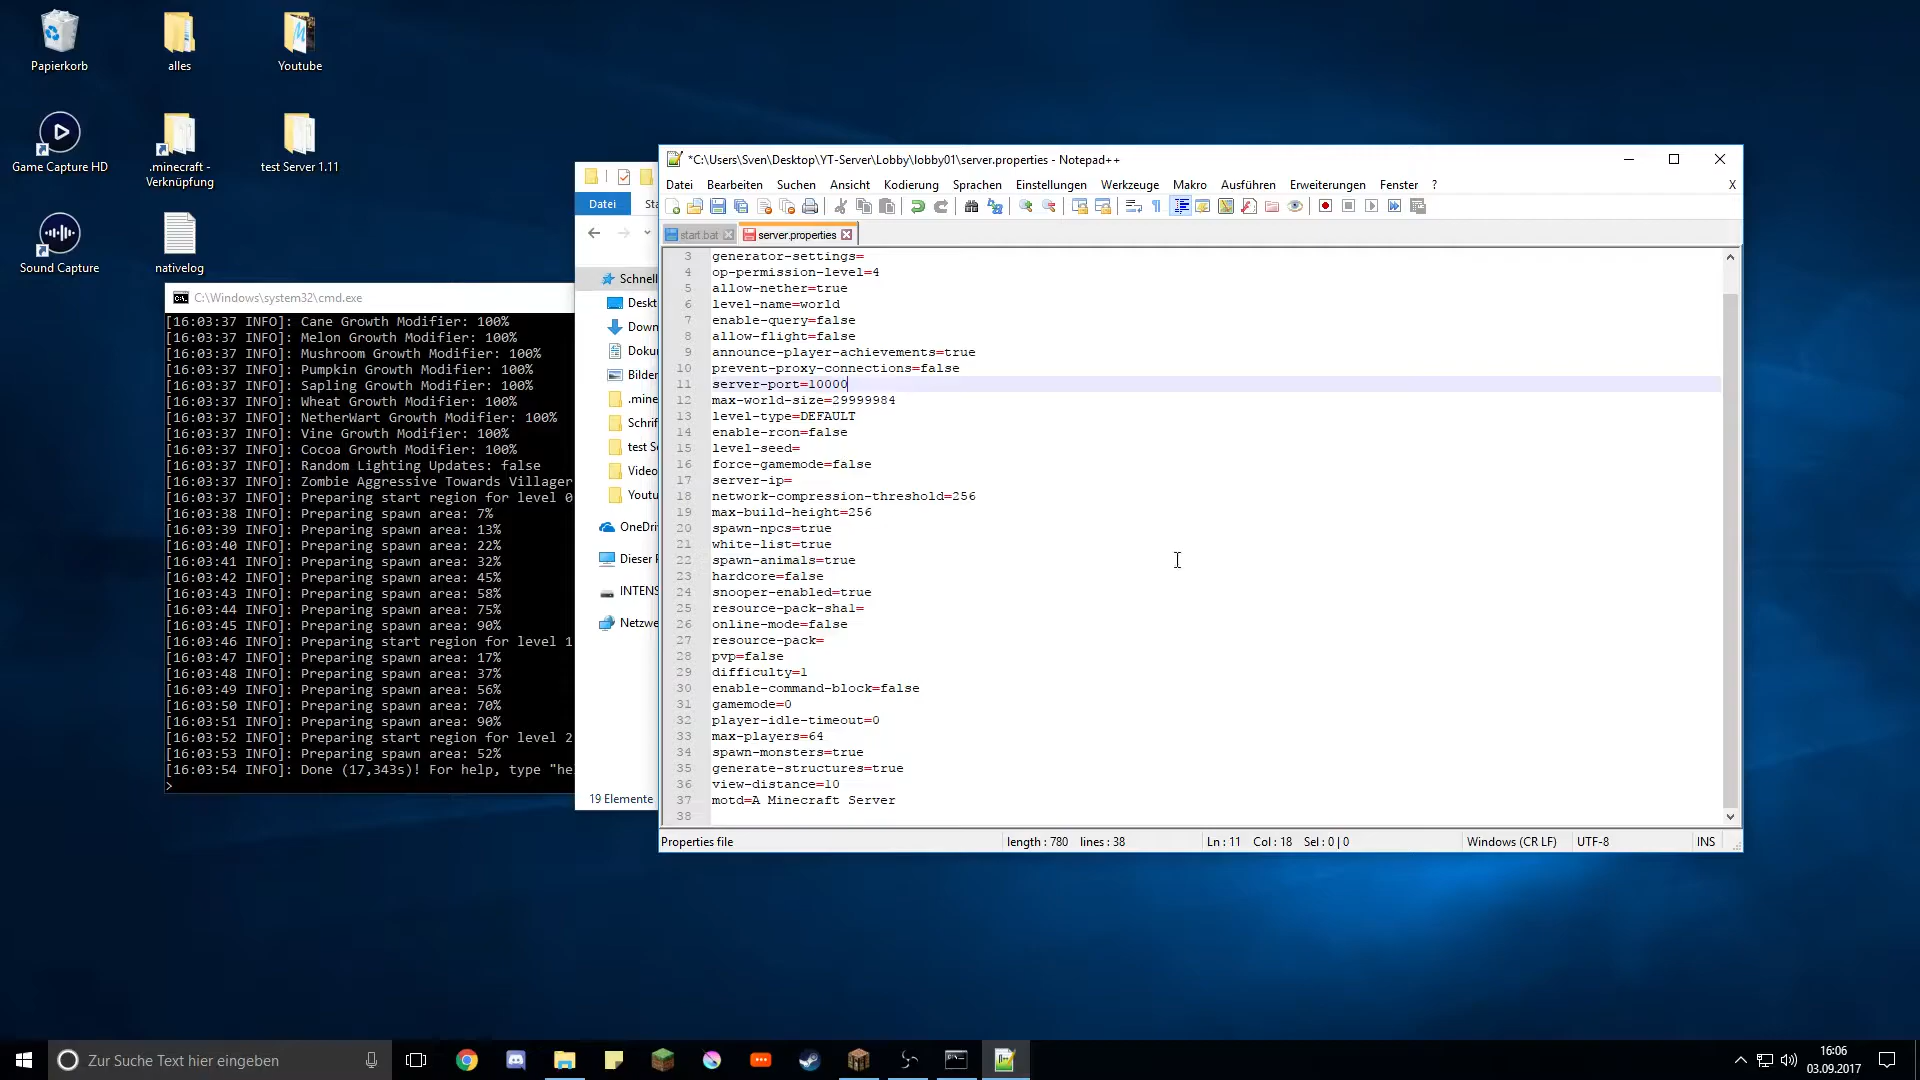 Papierkorb
alles
Youtube
Game Capture HD
.minecraft -
Verknüpfung
test Server 1.11
Sound Capture
nativelog
C:\Windows\system32\cmd.exe
[16:03:37 INFO]: Cane Growth Modifier: 100%
[16:03:37 INFO]: Melon Growth Modifier: 100%
[16:03:37 INFO]: Mushroom Growth Modifier: 100%
[16:03:37 INFO]: Pumpkin Growth Modifier: 100%
[16:03:37 INFO]: Sapling Growth Modifier: 100%
[16:03:37 INFO]: Wheat Growth Modifier: 100%
[16:03:37 INFO]: NetherWart Growth Modifier: 100%
[16:03:37 INFO]: Vine Growth Modifier: 100%
[16:03:37 INFO]: Cocoa Growth Modifier: 100%
[16:03:37 INFO]: Random Lighting Updates: false
[16:03:37 INFO]: Zombie Aggressive Towards Villager
[16:03:37 INFO]: Preparing start region for level 0
[16:03:38 INFO]: Preparing spawn area: 7%
[16:03:39 INFO]: Preparing spawn area: 13%
[16:03:40 INFO]: Preparing spawn area: 22%
[16:03:41 INFO]: Preparing spawn area: 32%
[16:03:42 INFO]: Preparing spawn area: 45%
[16:03:43 INFO]: Preparing spawn area: 58%
[16:03:44 INFO]: Preparing spawn area: 75%
[16:03:45 INFO]: Preparing spawn area: 90%
[16:03:46 INFO]: Preparing start region for level 1
[16:03:47 INFO]: Preparing spawn area: 17%
[16:03:48 INFO]: Preparing spawn area: 37%
[16:03:49 INFO]: Preparing spawn area: 56%
[16:03:50 INFO]: Preparing spawn area: 70%
[16:03:51 INFO]: Preparing spawn area: 90%
[16:03:52 INFO]: Preparing start region for level 2
[16:03:53 INFO]: Preparing spawn area: 52%
[16:03:54 INFO]: Done (17,343s)! For help, type "he
>
Datei Sta
Schnell
Deskt
Down
Doku
Bilder
.mine
Schrif
test Se
Video
Youtu
OneDri
Dieser P
INTENS
Netzwe
19 Elemente
*C:\Users\Sven\Desktop\YT-Server\Lobby\lobby01\server.properties - Notepad++
Datei Bearbeiten Suchen Ansicht Kodierung Sprachen Einstellungen Werkzeuge Makro Ausführen Erweiterungen Fenster ? X
start.bat server.properties
3 generator-settings=
4 op-permission-level=4
5 allow-nether=true
6 level-name=world
7 enable-query=false
8 allow-flight=false
9 announce-player-achievements=true
10 prevent-proxy-connections=false
11 server-port=10000
12 max-world-size=29999984
13 level-type=DEFAULT
14 enable-rcon=false
15 level-seed=
16 force-gamemode=false
17 server-ip=
18 network-compression-threshold=256
19 max-build-height=256
20 spawn-npcs=true
21 white-list=true
22 spawn-animals=true
23 hardcore=false
24 snooper-enabled=true
25 resource-pack-sha1=
26 online-mode=false
27 resource-pack=
28 pvp=false
29 difficulty=1
30 enable-command-block=false
31 gamemode=0
32 player-idle-timeout=0
33 max-players=64
34 spawn-monsters=true
35 generate-structures=true
36 view-distance=10
37 motd=A Minecraft Server
38
Properties file length : 780 lines : 38 Ln : 11 Col : 18 Sel : 0 | 0 Windows (CR LF) UTF-8 INS
Zur Suche Text hier eingeben
16:06
03.09.2017